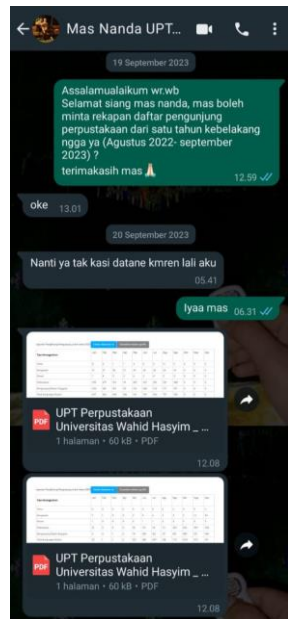 Mas Nanda UPT...
19 September 2023
Assalamualaikum wr.wb
Selamat siang mas nanda, mas boleh
minta rekapan daftar pengunjung
perpustakaan dari satu tahun kebelakang
ngga ya (Agustus 2022- september
2023) ?
terimakasih mas 🙏🏻
12.59
oke 13.01
20 September 2023
Nanti ya tak kasi datane kmren lali aku
05.41
Iyaa mas 06.31
PDF
UPT Perpustakaan
Universitas Wahid Hasyim _ ...
1 halaman • 60 kB • PDF
12.08
PDF
UPT Perpustakaan
Universitas Wahid Hasyim _ ...
1 halaman • 60 kB • PDF
12.08